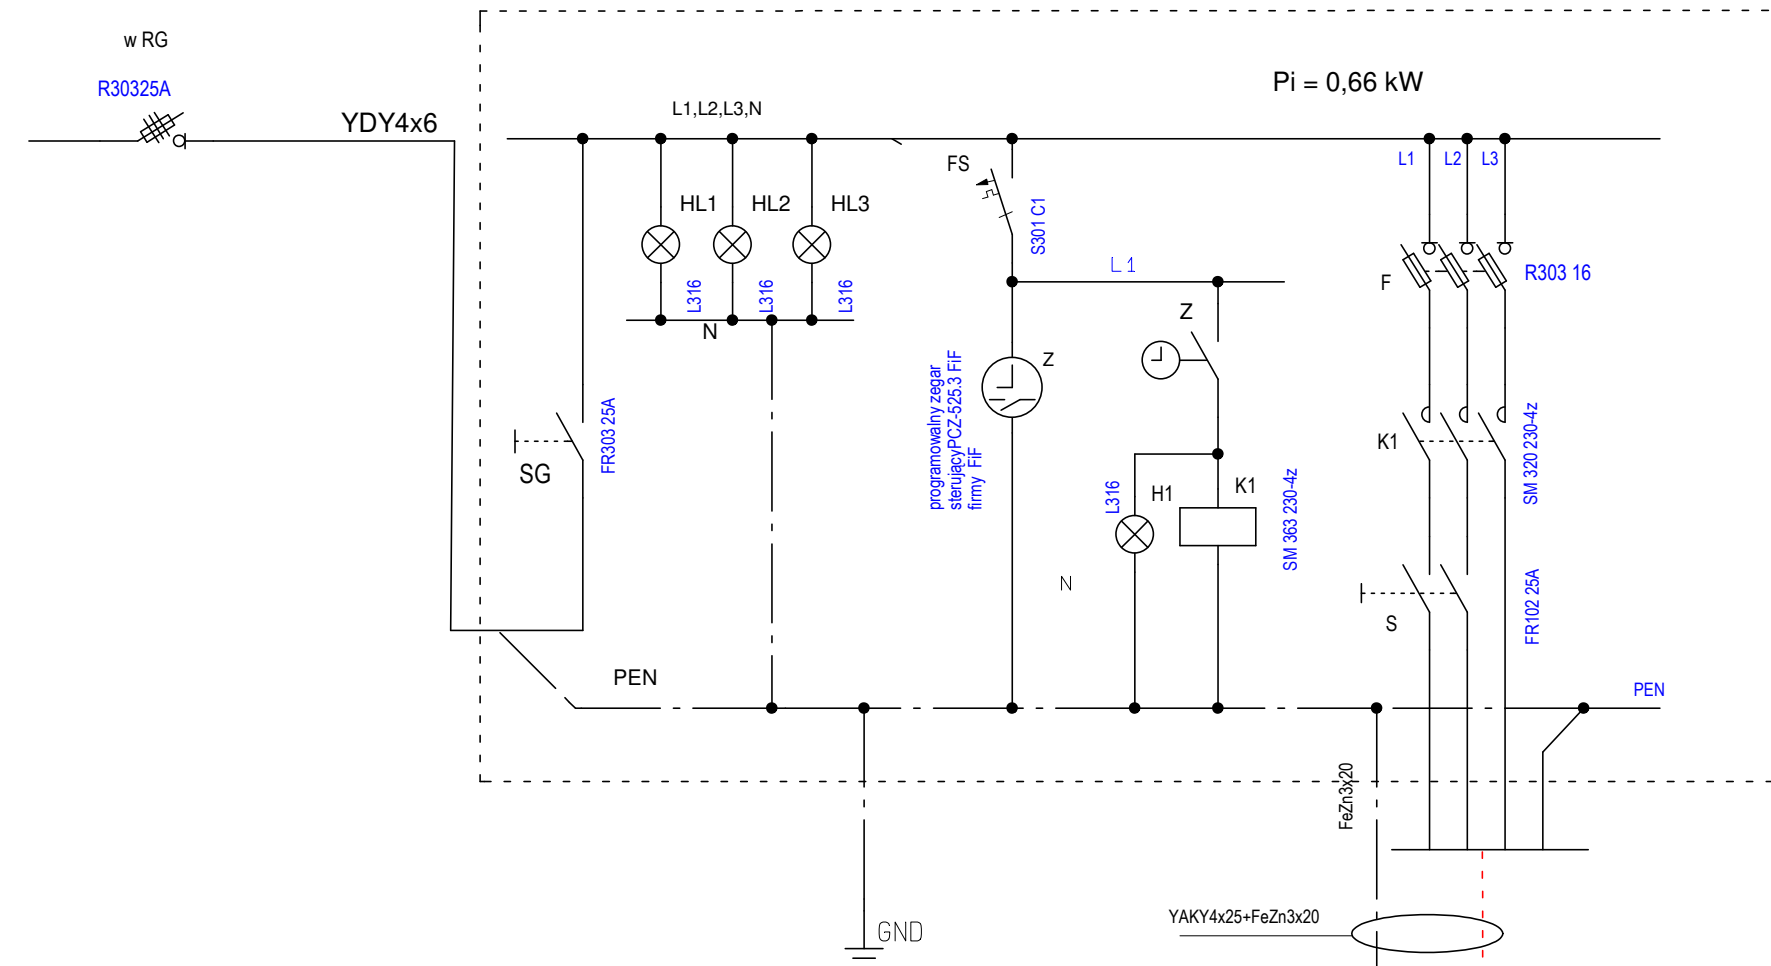 w RG
R30325A
YDY4x6
L1,L2,L3,N
Pi = 0,66 kW
HL1
HL2
HL3
L316
L316
L316
N
FS
S301 C1
L1
L1
L2
L3
F
R303 16
Z
programowalny zegar
sterującyPCZ-525.3 FiF
firmy FiF
Z
SG
FR303 25A
K1
SM 320 230-4z
L316
H1
K1
SM 363 230-4z
N
S
FR102 25A
PEN
PEN
FeZn3x20
GND
YAKY4x25+FeZn3x20